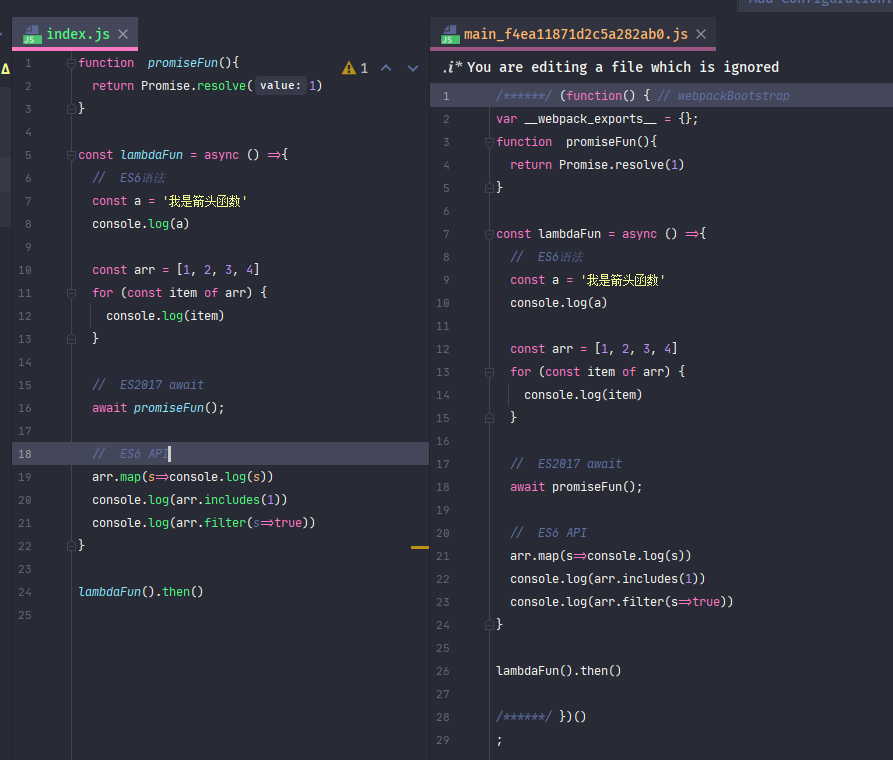 Add Configuration...
index.js
1 function  promiseFun(){
2 return Promise.resolve( value: 1)
3 }
4
5 const lambdaFun = async () =>{
6 //  ES6语法
7 const a = '我是箭头函数'
8 console.log(a)
9
10 const arr = [1, 2, 3, 4]
11 for (const item of arr) {
12 console.log(item)
13 }
14
15 //  ES2017 await
16 await promiseFun();
17
18 //  ES6 API
19 arr.map(s=>console.log(s))
20 console.log(arr.includes(1))
21 console.log(arr.filter(s=>true))
22 }
23
24 lambdaFun().then()
25
1
main_f4ea11871d2c5a282ab0.js
.i* You are editing a file which is ignored
1 /******/ (function() { // webpackBootstrap
2 var __webpack_exports__ = {};
3 function  promiseFun(){
4 return Promise.resolve(1)
5 }
6
7 const lambdaFun = async () =>{
8 //  ES6语法
9 const a = '我是箭头函数'
10 console.log(a)
11
12 const arr = [1, 2, 3, 4]
13 for (const item of arr) {
14 console.log(item)
15 }
16
17 //  ES2017 await
18 await promiseFun();
19
20 //  ES6 API
21 arr.map(s=>console.log(s))
22 console.log(arr.includes(1))
23 console.log(arr.filter(s=>true))
24 }
25
26 lambdaFun().then()
27
28 /******/ })()
29 ;